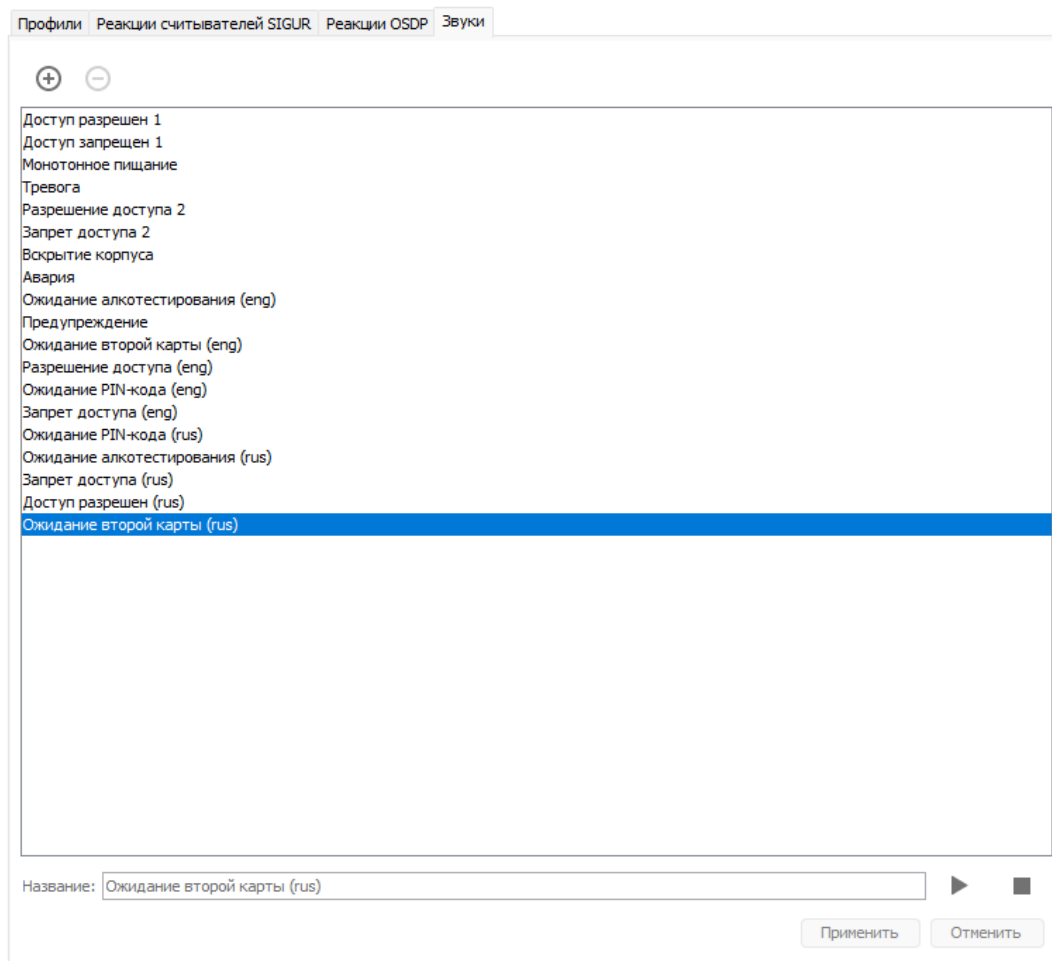 Профили Реакции считывателей SIGUR Реакции OSDP Звуки
Доступ разрешен 1
Доступ запрещен 1
Монотонное пищание
Тревога
Разрешение доступа 2
Запрет доступа 2
Вскрытие корпуса
Авария
Ожидание алкотестирования (eng)
Предупреждение
Ожидание второй карты (eng)
Разрешение доступа (eng)
Ожидание PIN-кода (eng)
Запрет доступа (eng)
Ожидание PIN-кода (rus)
Ожидание алкотестирования (rus)
Запрет доступа (rus)
Доступ разрешен (rus)
Ожидание второй карты (rus)
Название: Ожидание второй карты (rus)
Применить Отменить